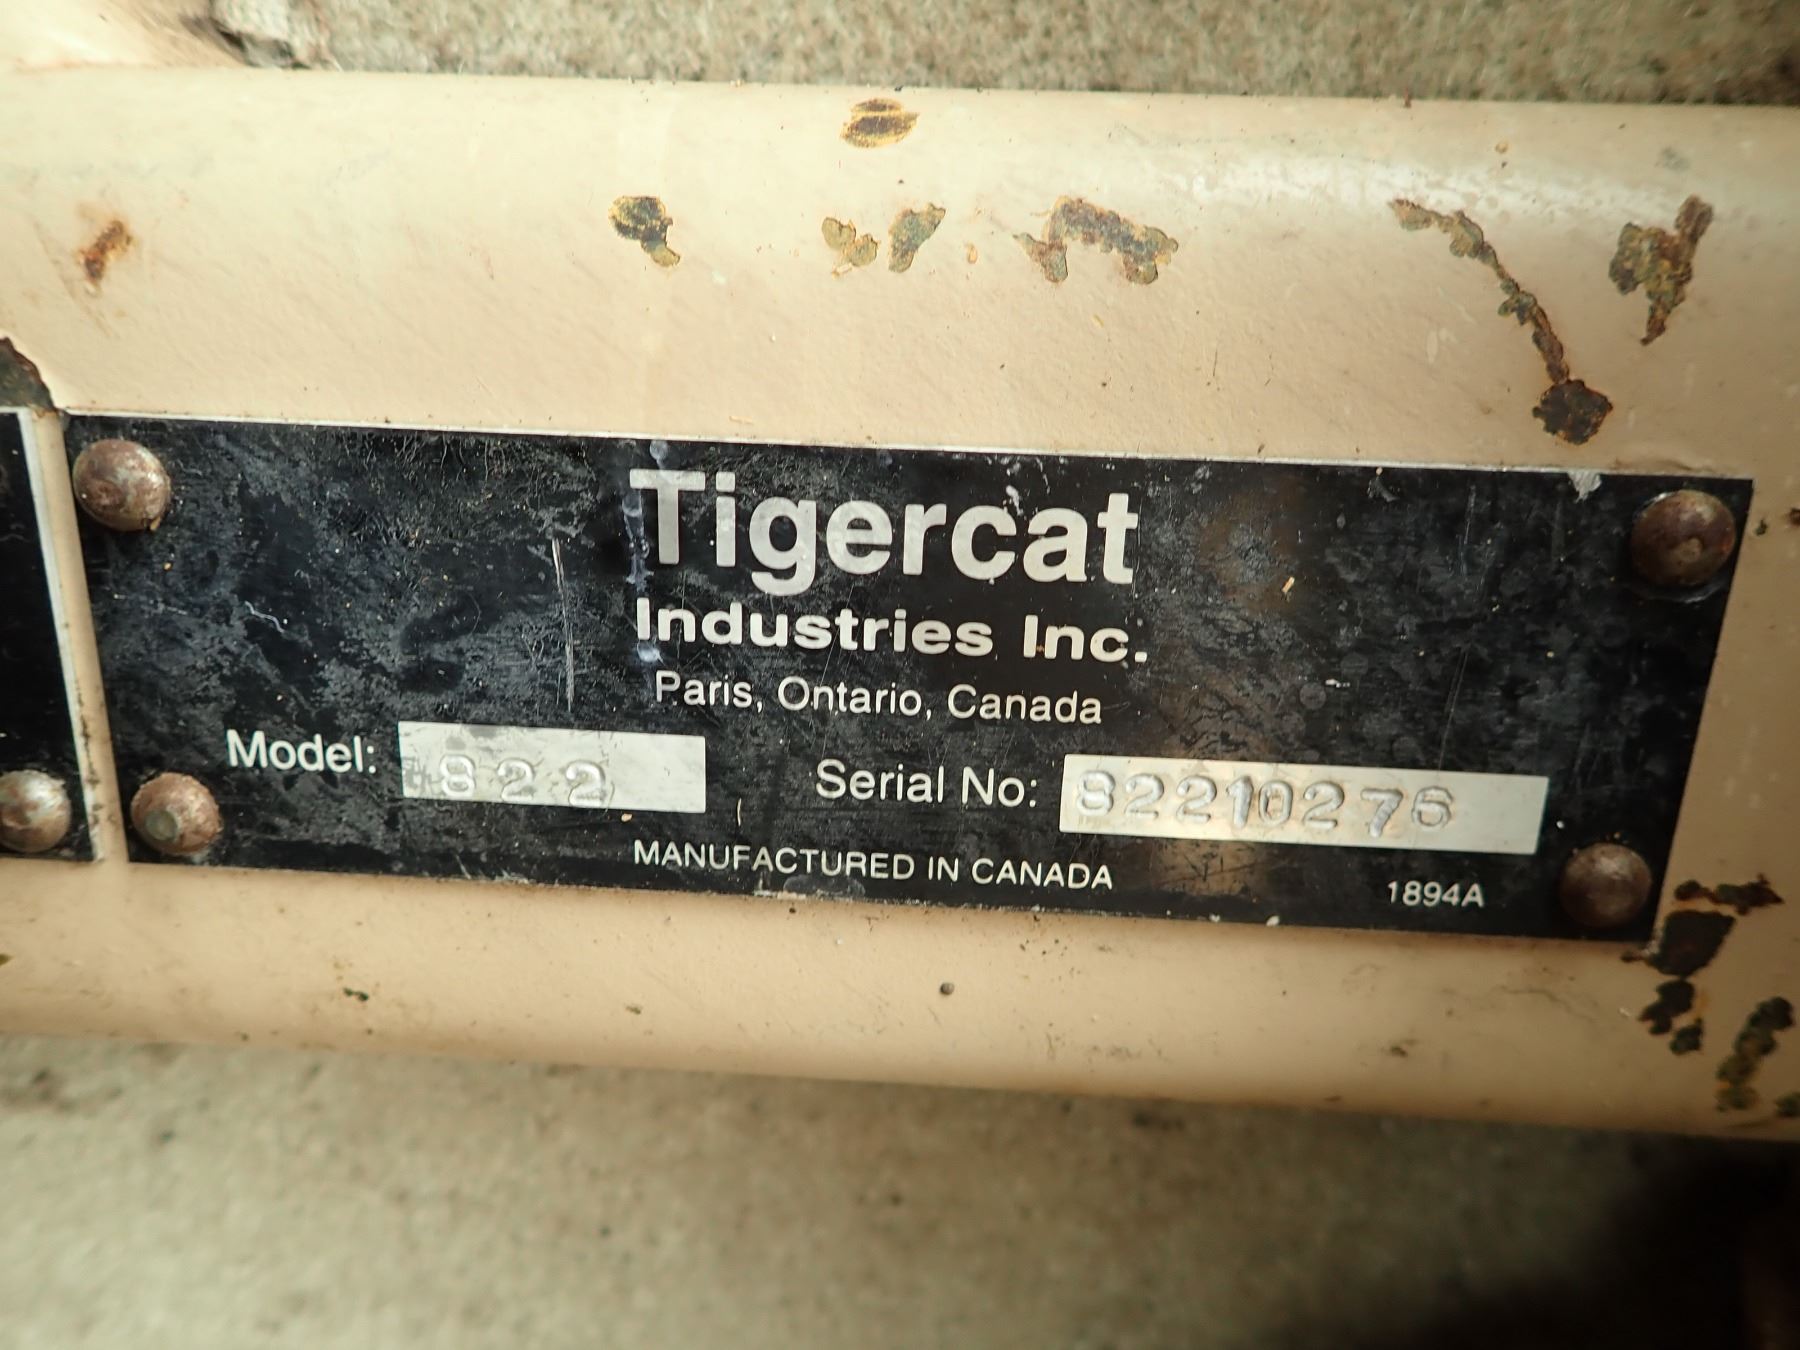 Tigercat
Industries Inc.
Paris, Ontario, Canada
Model: 822
Serial No: 82210276
MANUFACTURED IN CANADA
1894A